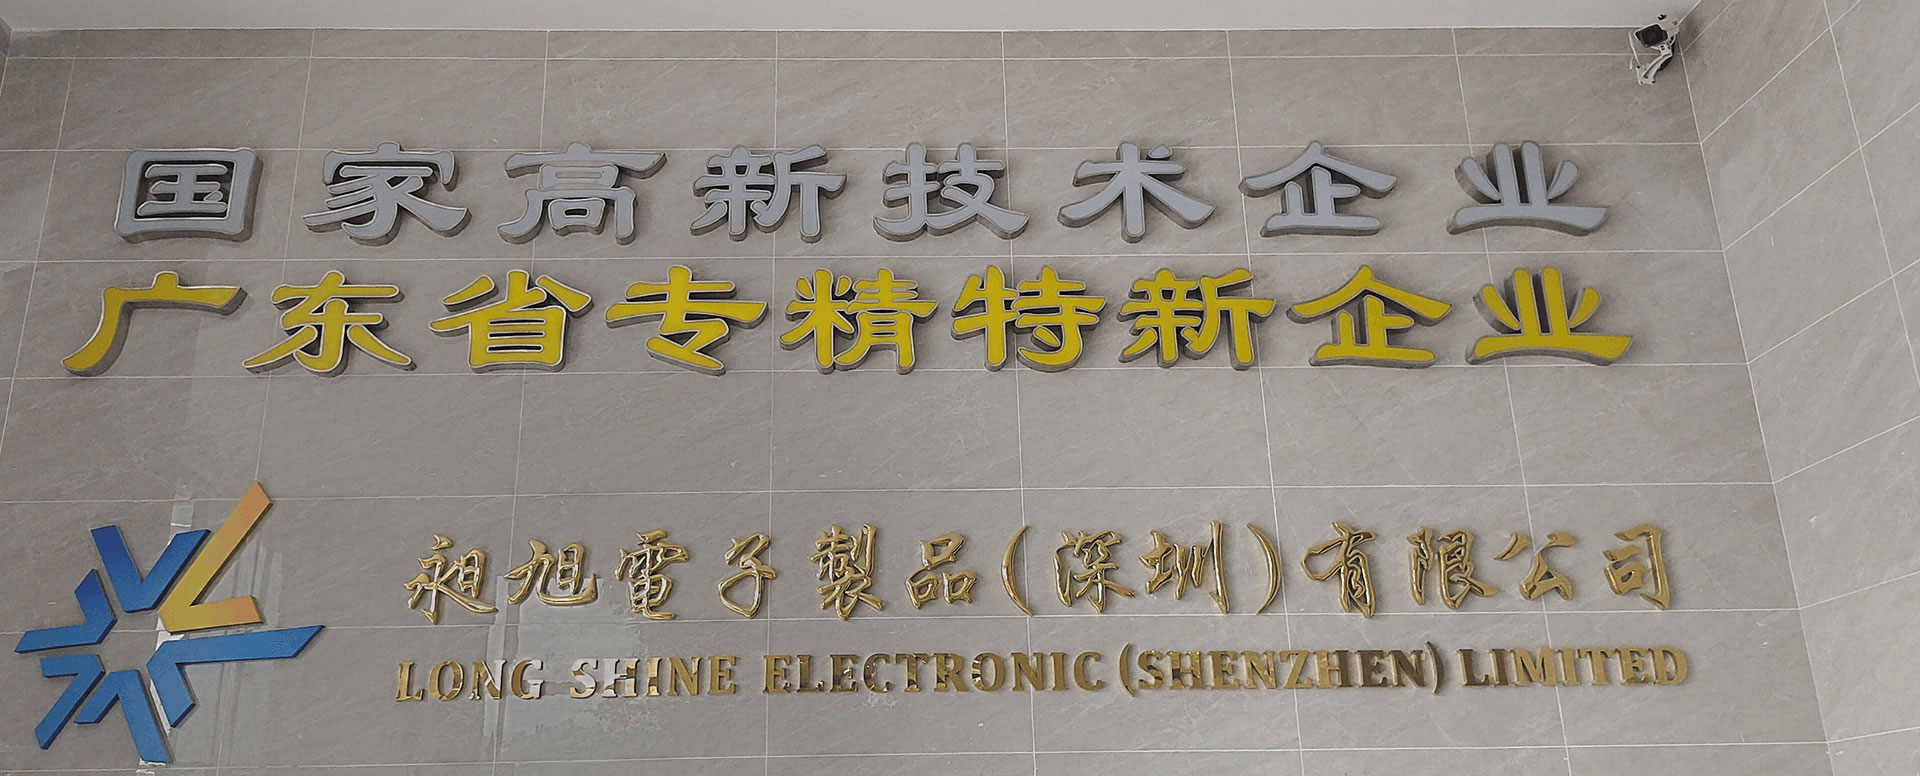 国家高新技术企业
广东省专精特新企业
昶旭電子製品(深圳)有限公司
LONG SHINE ELECTRONIC (SHENZHEN) LIMITED